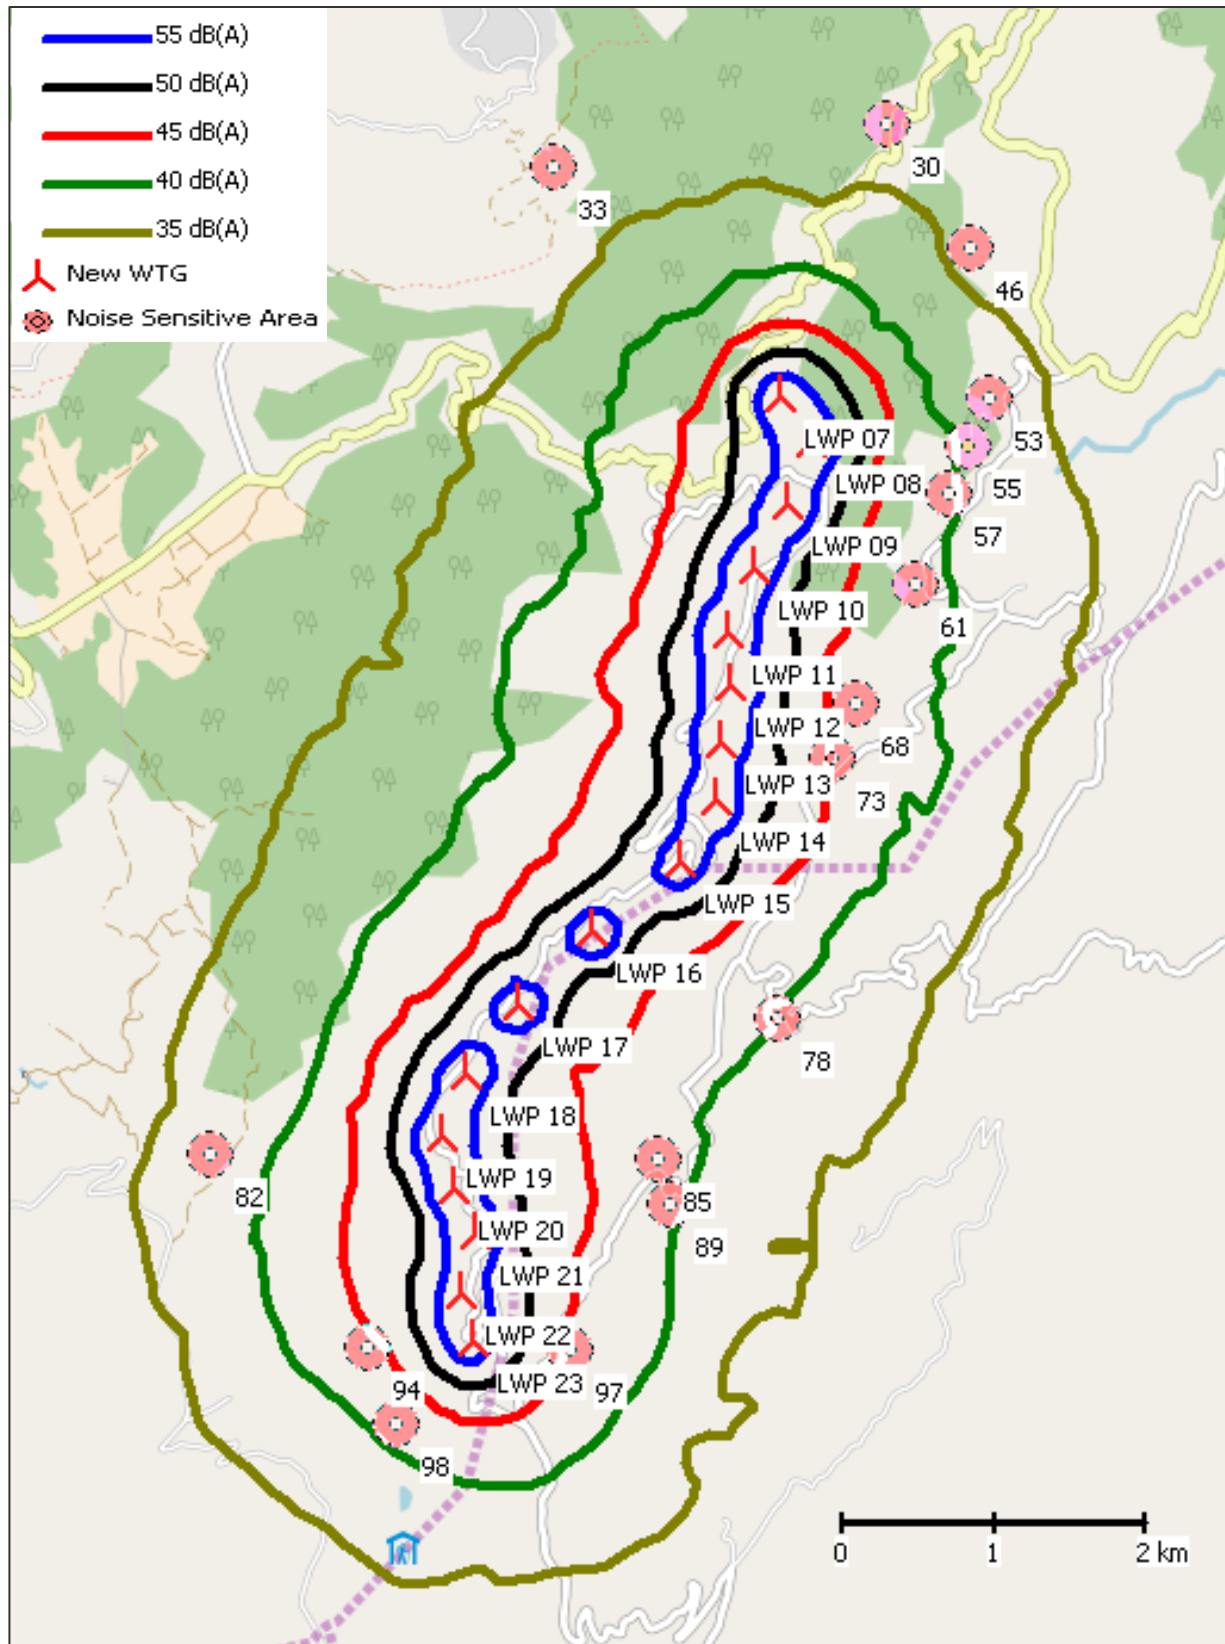 55 dB(A)
50 dB(A)
45 dB(A)
40 dB(A)
35 dB(A)
New WTG
Noise Sensitive Area
30
33
46
53
LWP 07
LWP 08
55
57
LWP 09
LWP 10
61
LWP 11
LWP 12
68
LWP 13
73
LWP 14
LWP 15
LWP 16
LWP 17
78
LWP 18
LWP 19
82
85
LWP 20
89
LWP 21
LWP 22
LWP 23
94
97
98
0 1 2 km